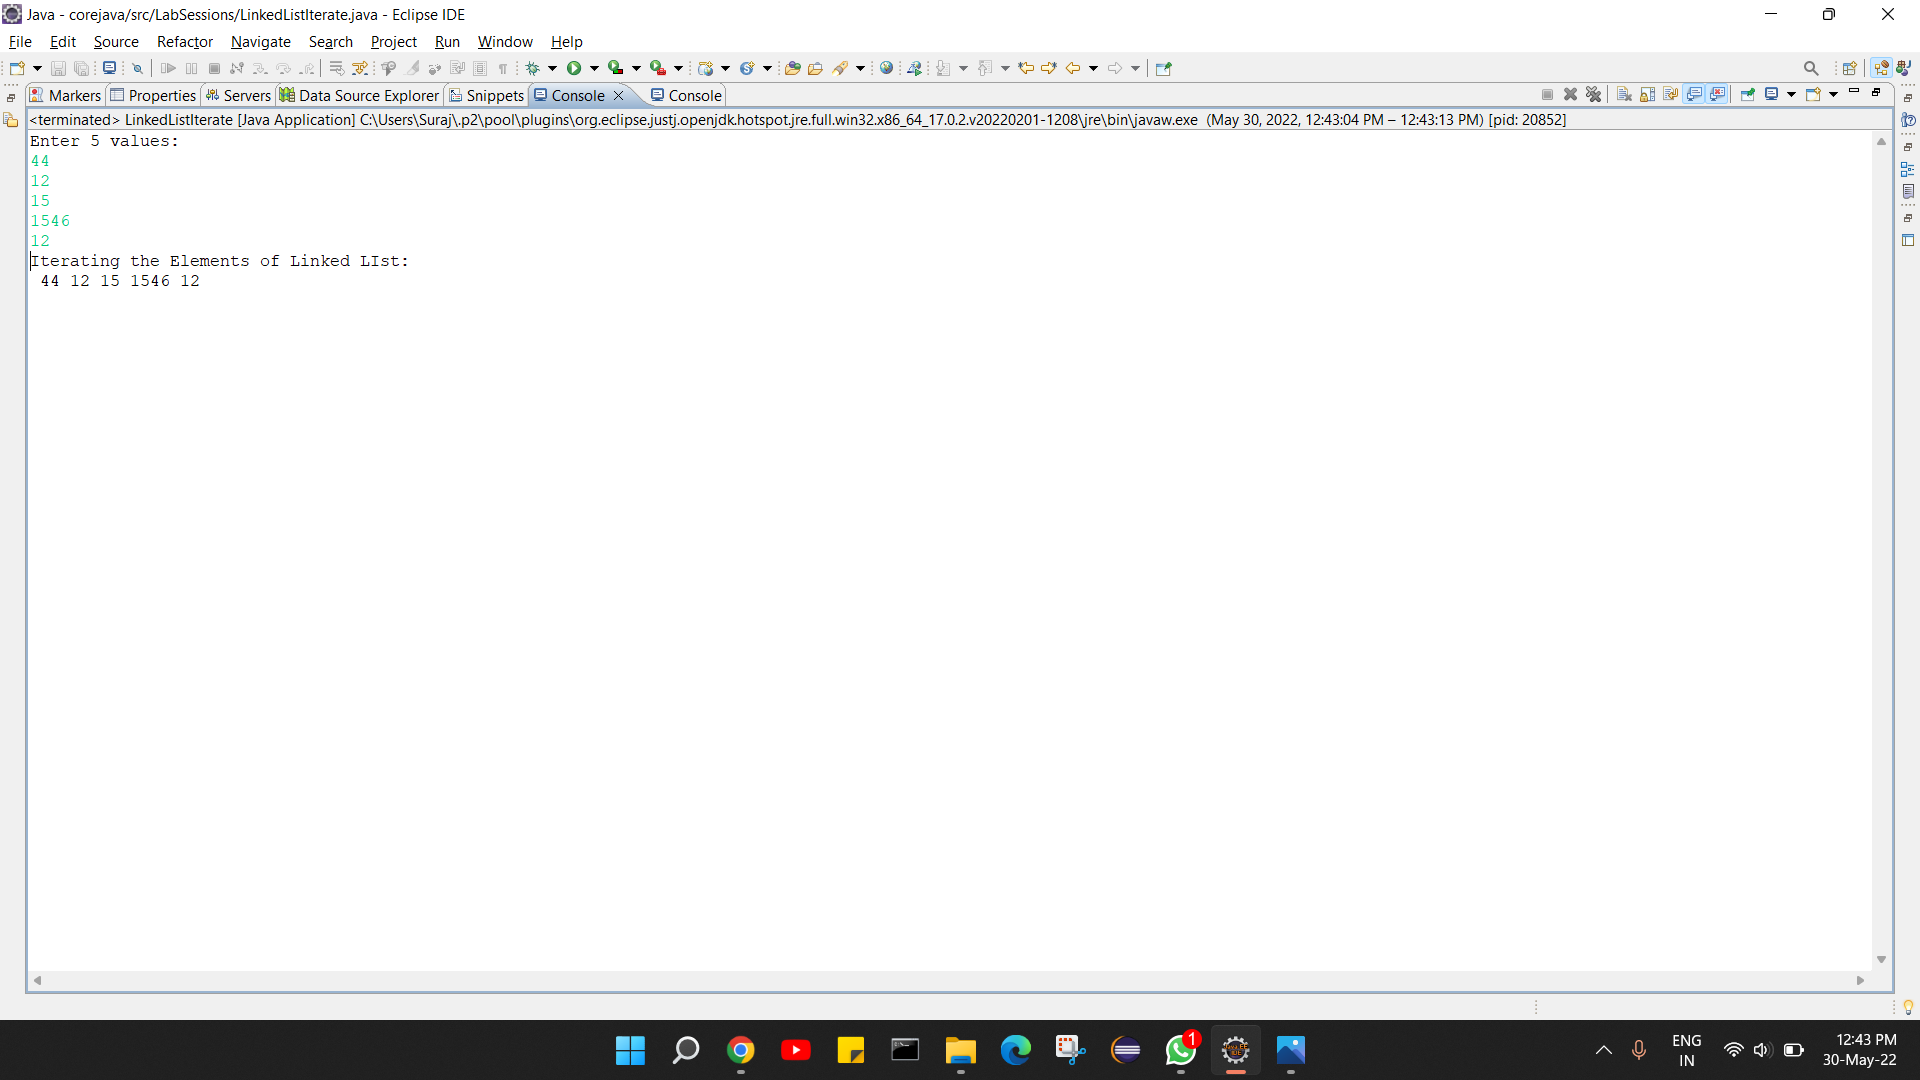 Java - corejava/src/LabSessions/LinkedListIterate.java - Eclipse IDE
File Edit Source Refactor Navigate Search Project Run Window Help
Markers Properties Servers Data Source Explorer Snippets Console Console
<terminated> LinkedListIterate [Java Application] C:\Users\Suraj\.p2\pool\plugins\org.eclipse.justj.openjdk.hotspot.jre.full.win32.x86_64_17.0.2.v20220201-1208\jre\bin\javaw.exe (May 30, 2022, 12:43:04 PM – 12:43:13 PM) [pid: 20852]
Enter 5 values:
44
12
15
1546
12
Iterating the Elements of Linked LIst:
44 12 15 1546 12
1
ENG
IN
12:43 PM
30-May-22